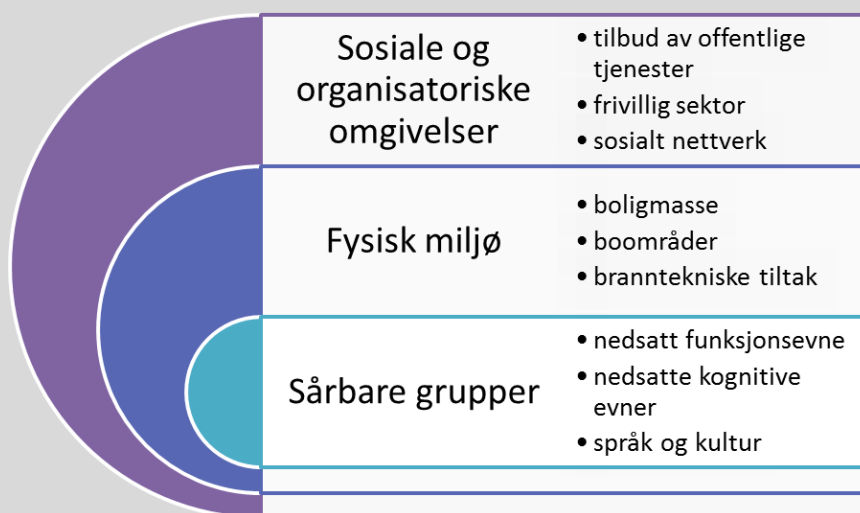 Sosiale og
organisatoriske
omgivelser
• tilbud av offentlige
tjenester
• frivillig sektor
• sosialt nettverk
Fysisk miljø
• boligmasse
• boområder
• branntekniske tiltak
Sårbare grupper
• nedsatt funksjonsevne
• nedsatte kognitive
evner
• språk og kultur